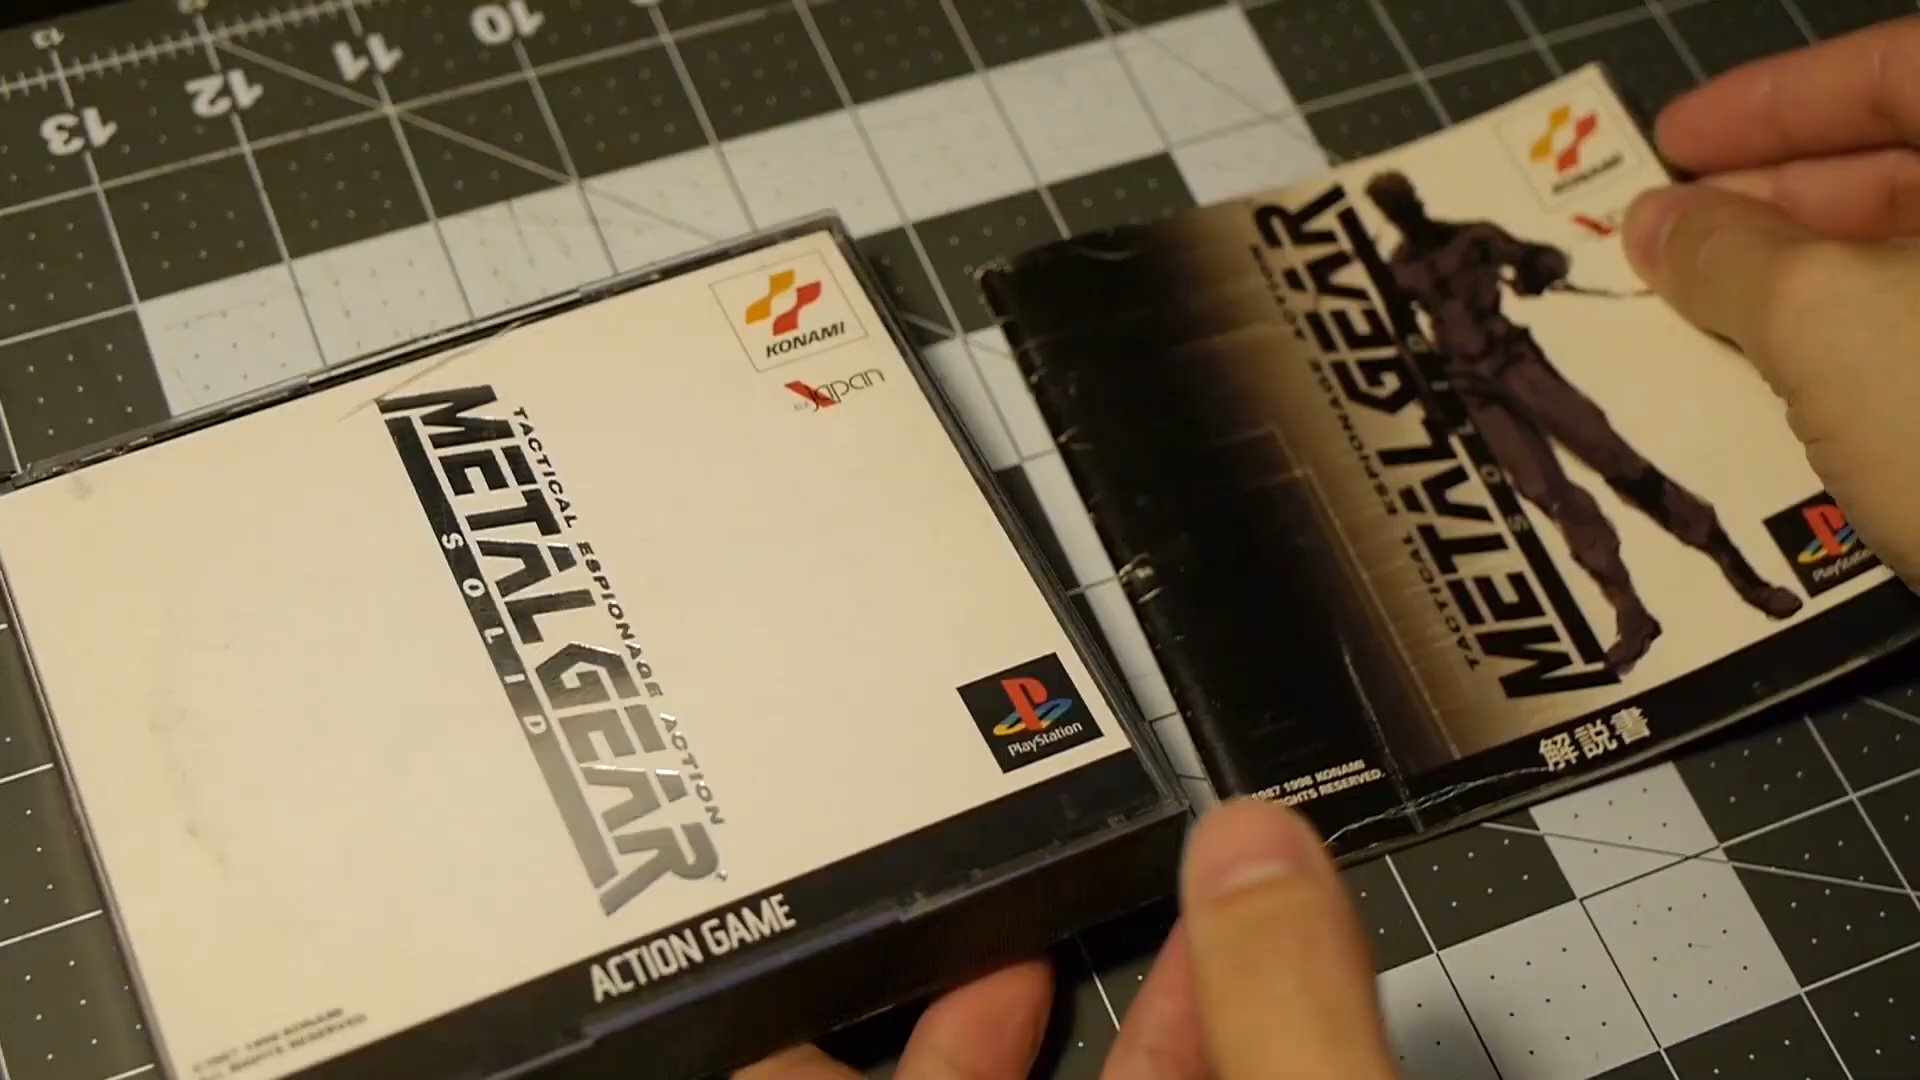 13
12
11
10
KONAMI
Japan
TACTICAL ESPIONAGE ACTION
METAL GEAR
SOLID
PlayStation
ACTION GAME
KONAMI
TACTICAL ESPIONAGE ACTION
METAL GEAR
PlayStation
解説書
1987 1998 KONAMI
RIGHTS RESERVED.